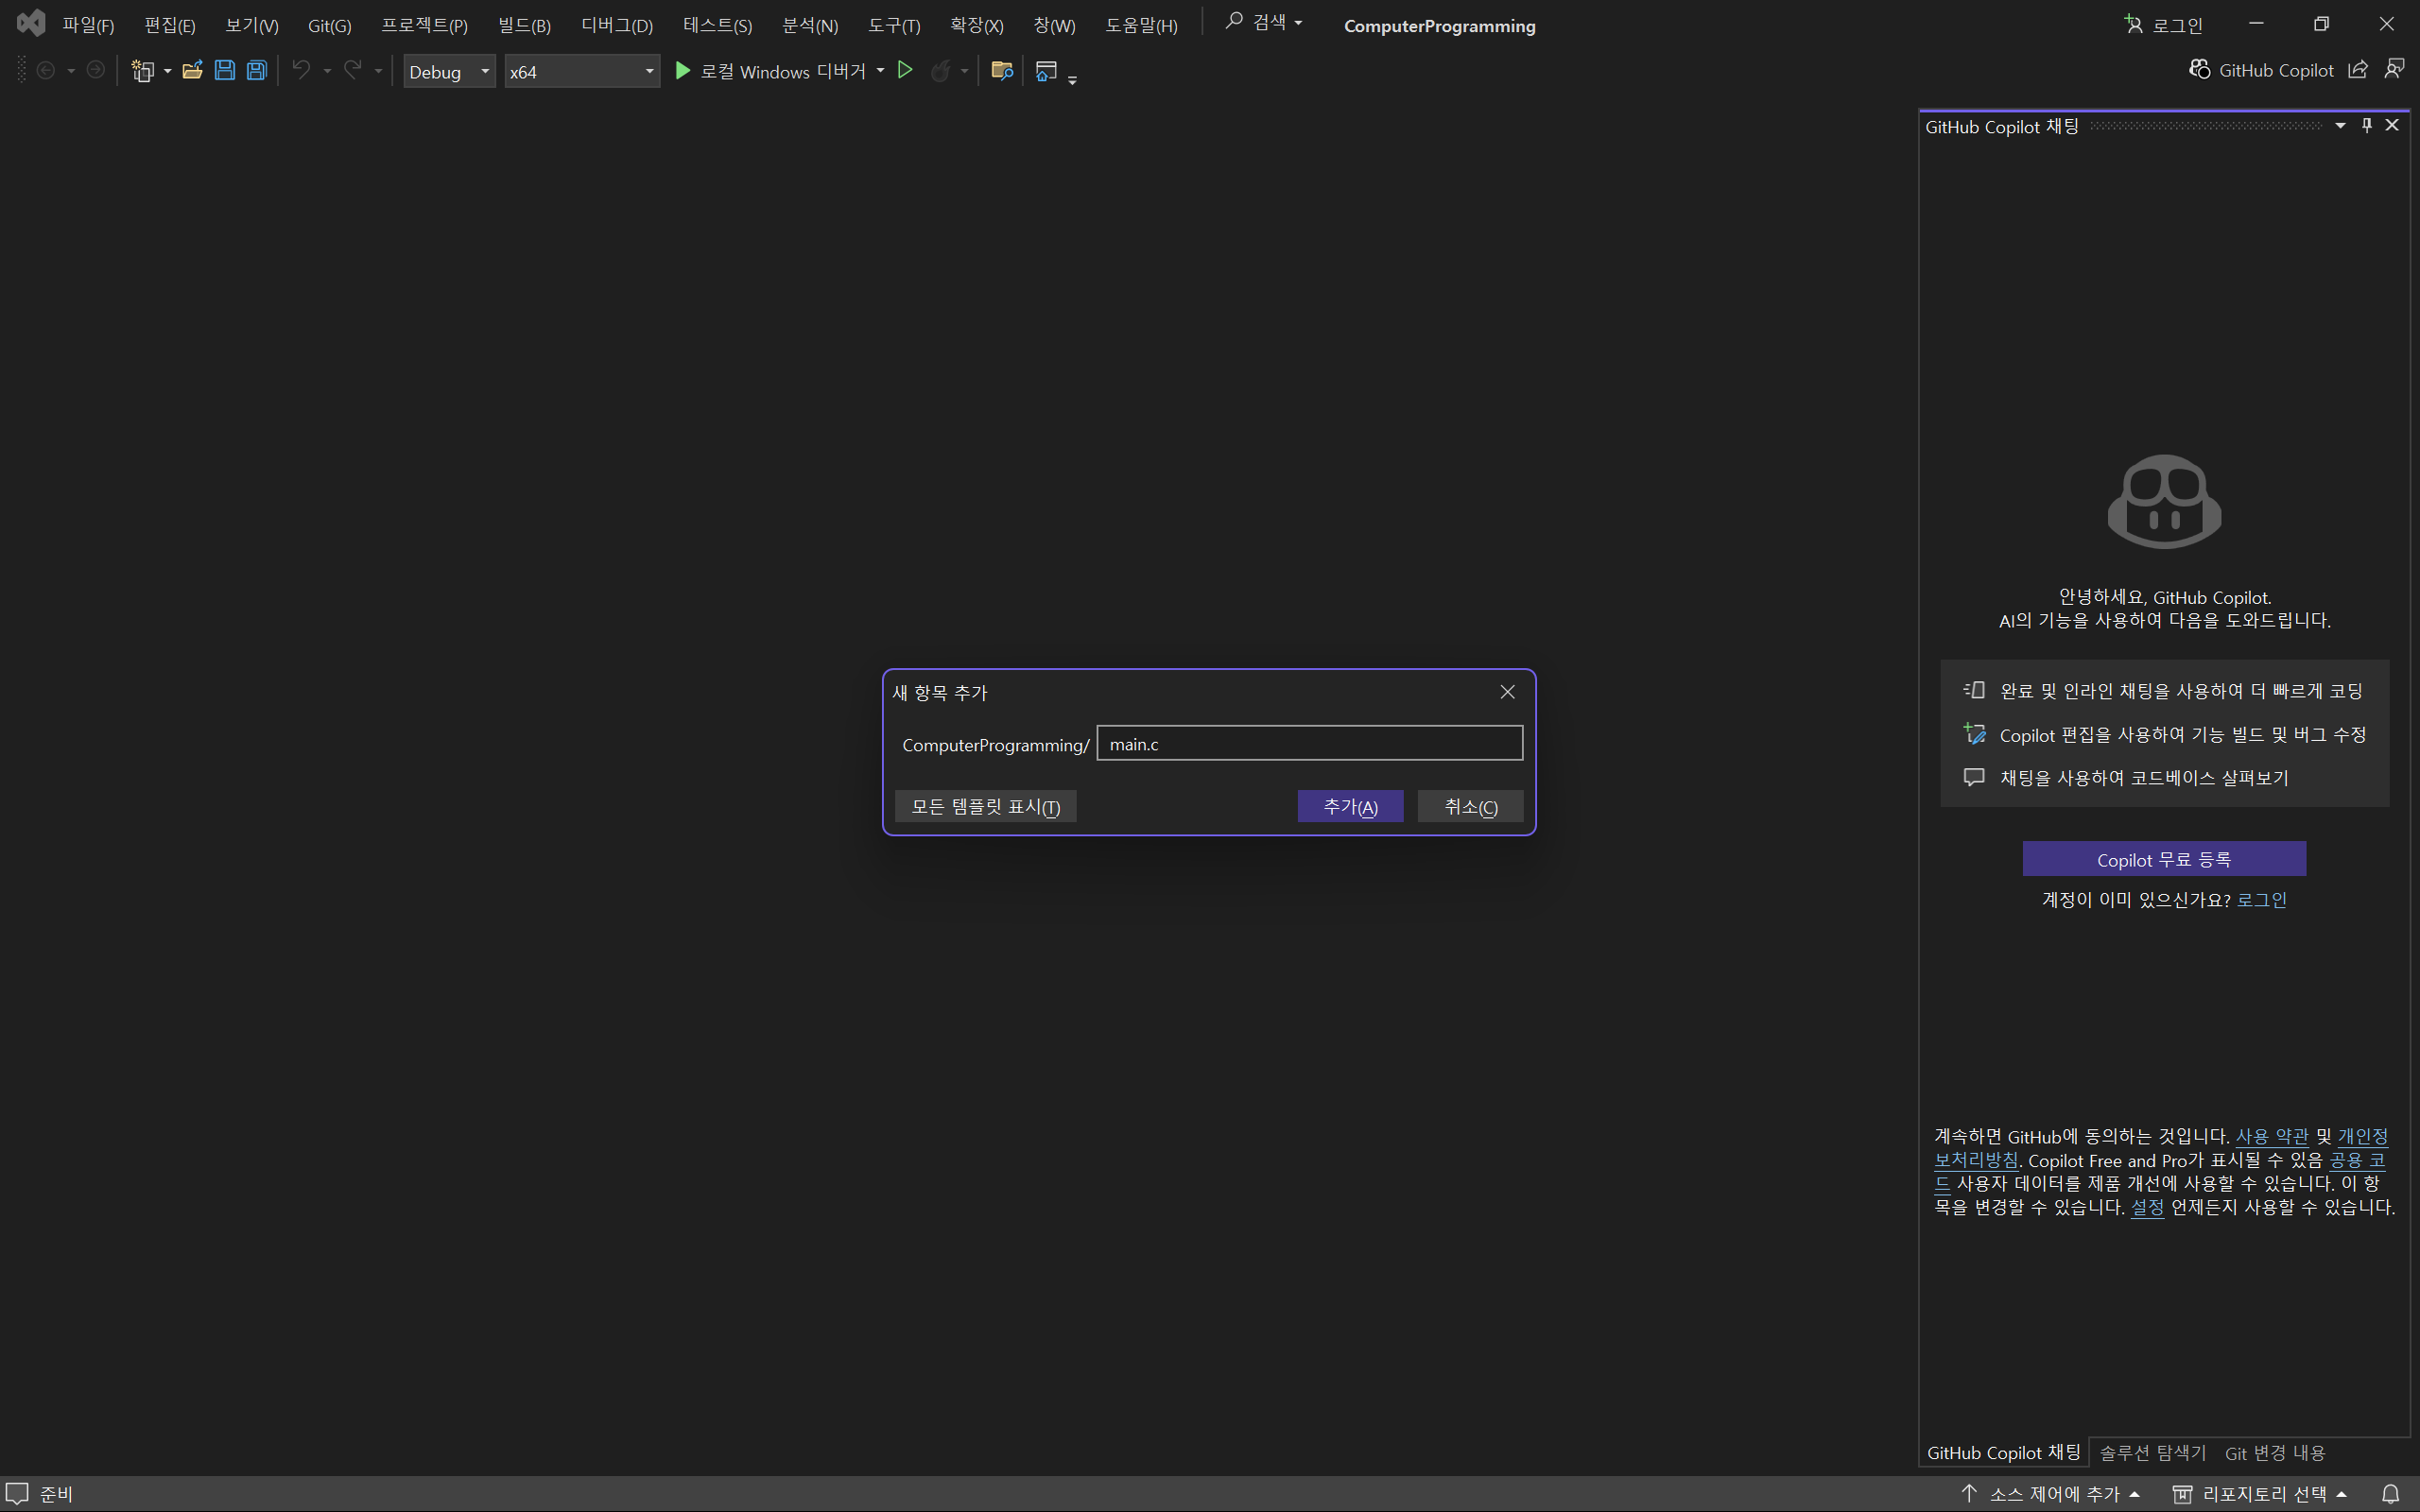 파일(F) 편집(E) 보기(V) Git(G) 프로젝트(P) 빌드(B) 디버그(D) 테스트(S) 분석(N) 도구(T) 확장(X) 창(W) 도움말(H) 검색 ComputerProgramming 로그인
Debug x64 로컬 Windows 디버거 GitHub Copilot
GitHub Copilot 채팅
안녕하세요, GitHub Copilot.
AI의 기능을 사용하여 다음을 도와드립니다.
완료 및 인라인 채팅을 사용하여 더 빠르게 코딩
Copilot 편집을 사용하여 기능 빌드 및 버그 수정
채팅을 사용하여 코드베이스 살펴보기
Copilot 무료 등록
계정이 이미 있으신가요? 로그인
계속하면 GitHub에 동의하는 것입니다. 사용 약관 및 개인정
보처리방침. Copilot Free and Pro가 표시될 수 있음 공용 코
드 사용자 데이터를 제품 개선에 사용할 수 있습니다. 이 항
목을 변경할 수 있습니다. 설정 언제든지 사용할 수 있습니다.
GitHub Copilot 채팅 솔루션 탐색기 Git 변경 내용
새 항목 추가
ComputerProgramming/ main.c
모든 템플릿 표시(T) 추가(A) 취소(C)
준비 소스 제어에 추가 리포지토리 선택